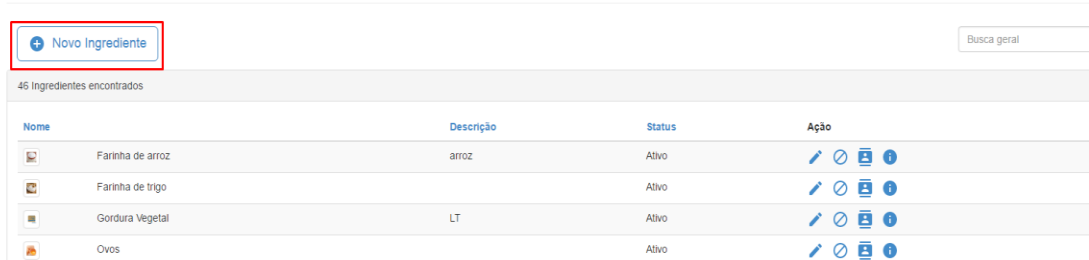 Novo Ingrediente
Busca geral
46 Ingredientes encontrados
Nome Descrição Status Ação
Farinha de arroz arroz Ativo
Farinha de trigo Ativo
Gordura Vegetal LT Ativo
Ovos Ativo